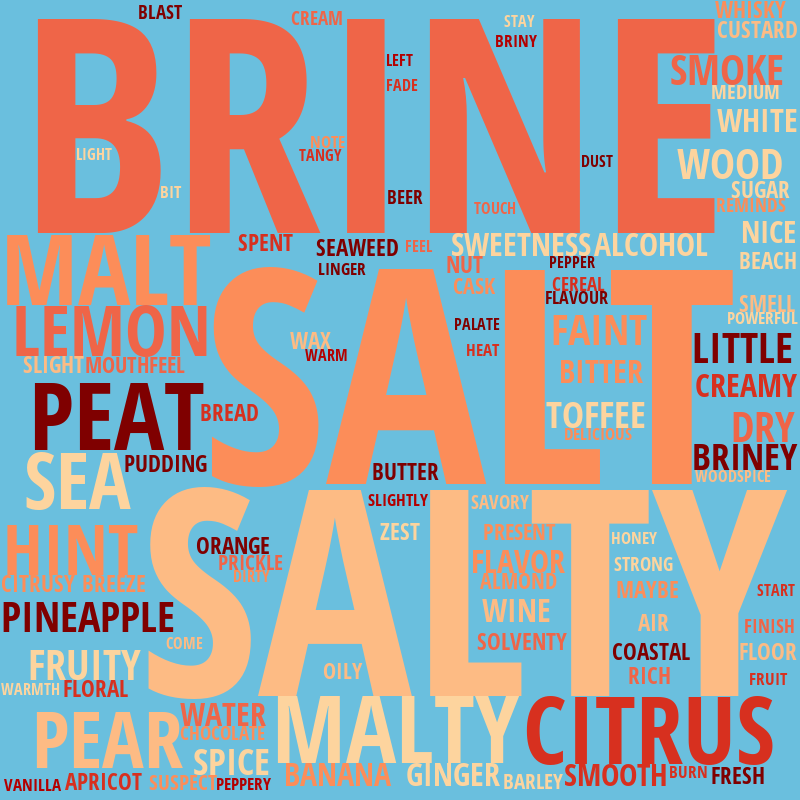 BLAST
CREAM
STAY
WHISKY
CUSTARD
BRINE
BRINY
LEFT
FADE
SMOKE
MEDIUM
WHITE
NOTE
TANGY
LIGHT
DUST
WOOD
BIT
BEER
TOUCH
SUGAR
REMINDS
MALT
SPENT
SEAWEED
FEEL
SWEETNESS
ALCOHOL
NICE
LINGER
NUT
PEPPER
BEACH
CASK
CEREAL
FLAVOUR
SALT
SMELL
POWERFUL
LEMON
WAX
WARM
PALATE
HEAT
FAINT
LITTLE
SLIGHT
MOUTHFEEL
BITTER
CREAMY
PEAT
BREAD
TOFFEE
DELICIOUS
DRY
SEA
PUDDING
BUTTER
BRINEY
WOODSPICE
SLIGHTLY
SAVORY
SALTY
HINT
ORANGE
ZEST
PRESENT
HONEY
PRICKLE
DIRTY
FLAVOR
ALMOND
STRONG
CITRUSY
BREEZE
MAYBE
START
PINEAPPLE
WINE
AIR
FINISH
COME
SOLVENTY
COASTAL
FLOOR
FRUITY
OILY
RICH
FRUIT
WARMTH
FLORAL
PEAR
WATER
CHOCOLATE
MALTY
CITRUS
SPICE
BANANA
GINGER
BARLEY
SMOOTH
BURN
FRESH
VANILLA
APRICOT
SUSPECT
PEPPERY